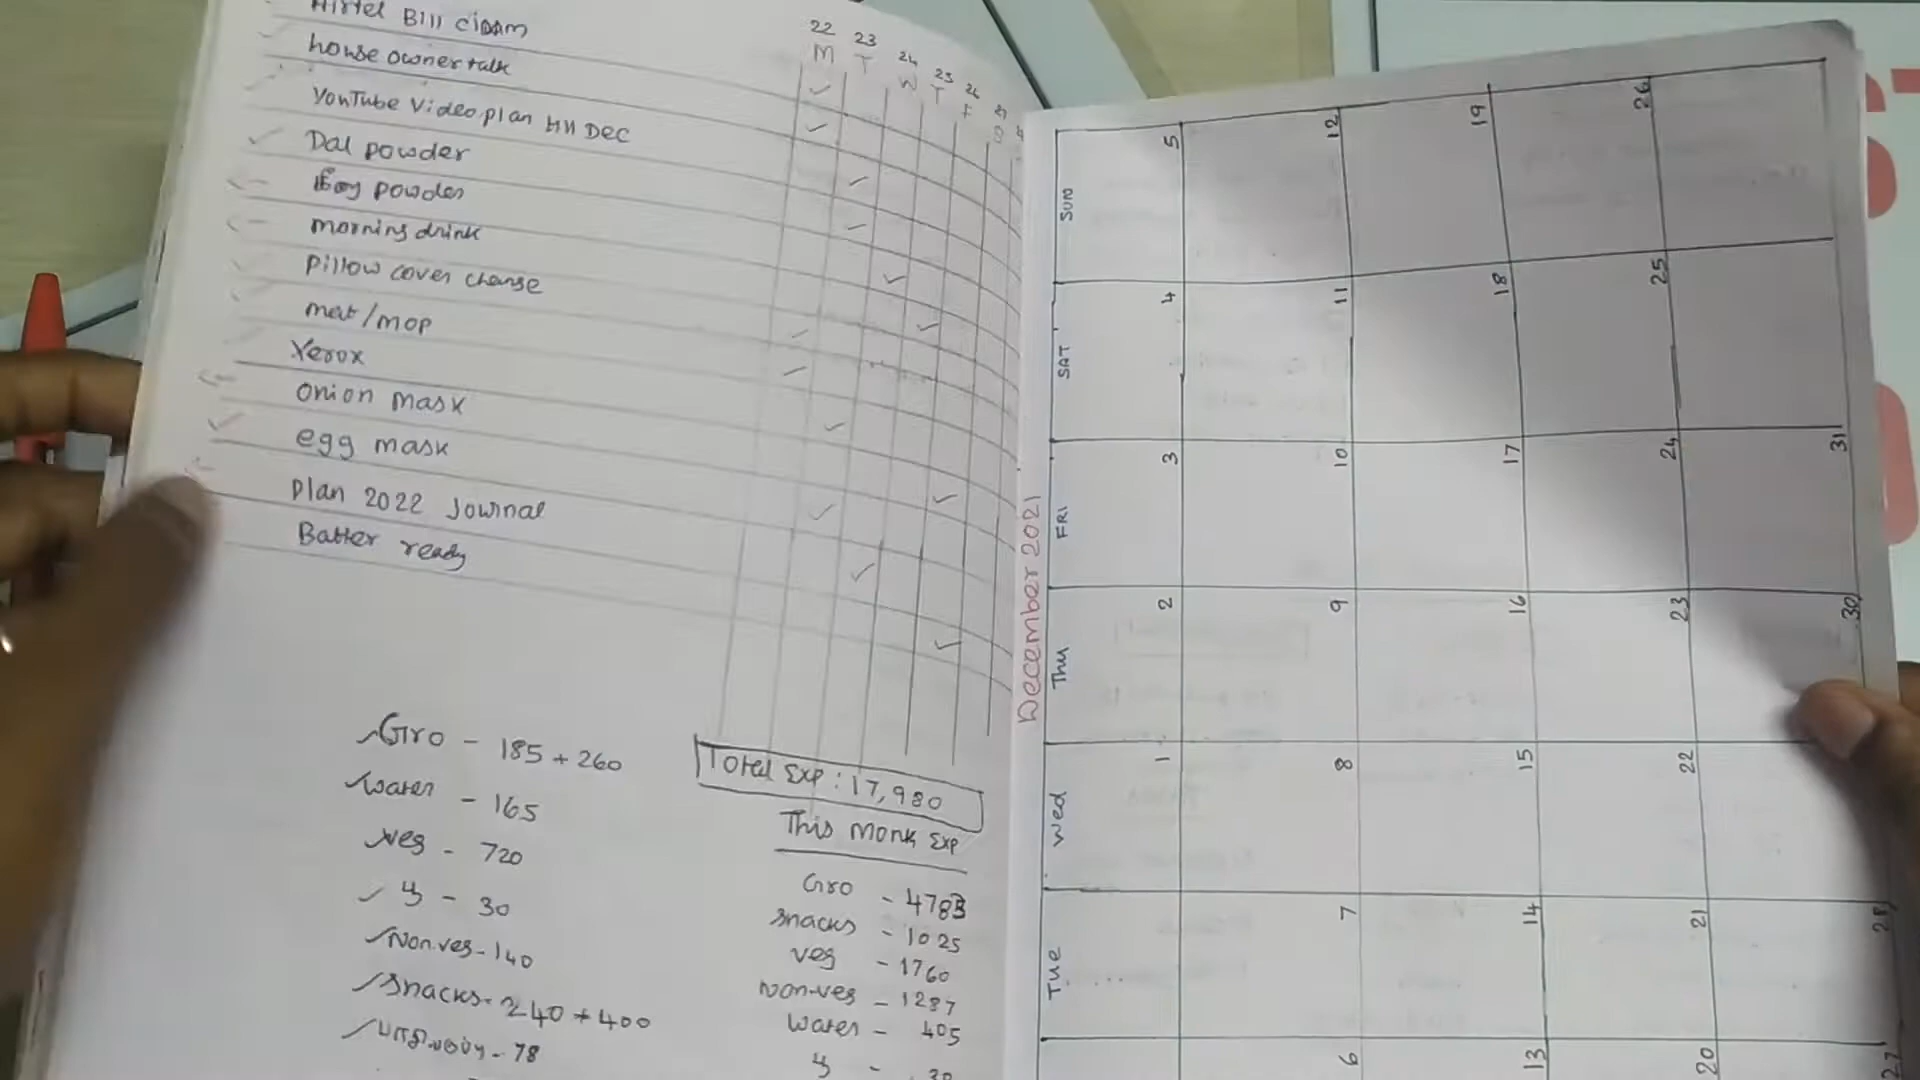 Airtel Bill claim
house owner talk
YouTube Video plan till Dec
Dal powder
powder
morning drink
Pillow cover change
mat/mop
Xerox
Onion mask
egg mask
Plan 2022 Journal
Batter ready
22 23 24 25 26 27
M T W T F S
Gro - 185 + 260
water - 165
veg - 720
பூ - 30
Non-veg - 140
Snacks - 240 + 400
- 78
Total Exp : 17,980
This Month Exp
Gro - 4783
Snacks - 1025
veg - 1760
Non-veg - 1287
water - 405
பூ - 30
December 2021
Tue Wed Thu FRI SAT SUN
1 2 3 4 5
6 7 8 9 10 11 12
13 14 15 16 17 18 19
20 21 22 23 24 25 26
27 28 30 31